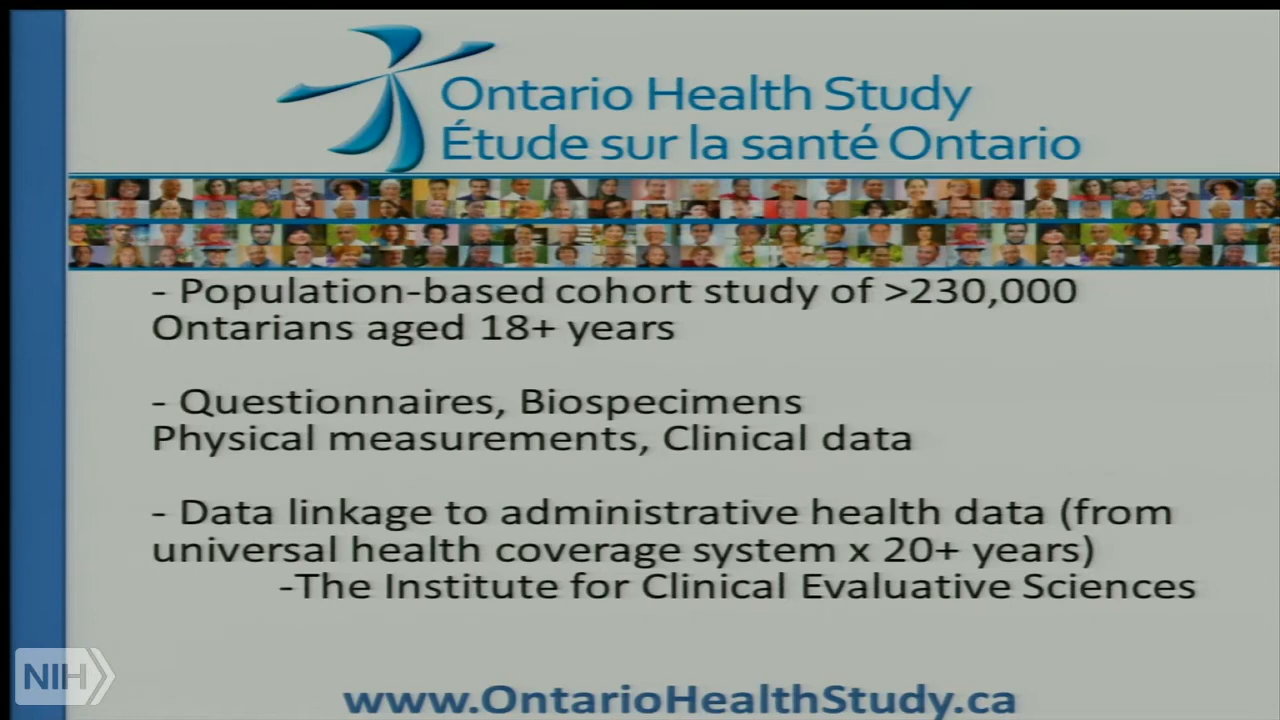 Ontario Health Study
Étude sur la santé Ontario
- Population-based cohort study of >230,000
Ontarians aged 18+ years
- Questionnaires, Biospecimens
Physical measurements, Clinical data
- Data linkage to administrative health data (from
universal health coverage system x 20+ years)
-The Institute for Clinical Evaluative Sciences
NIH
www.OntarioHealthStudy.ca